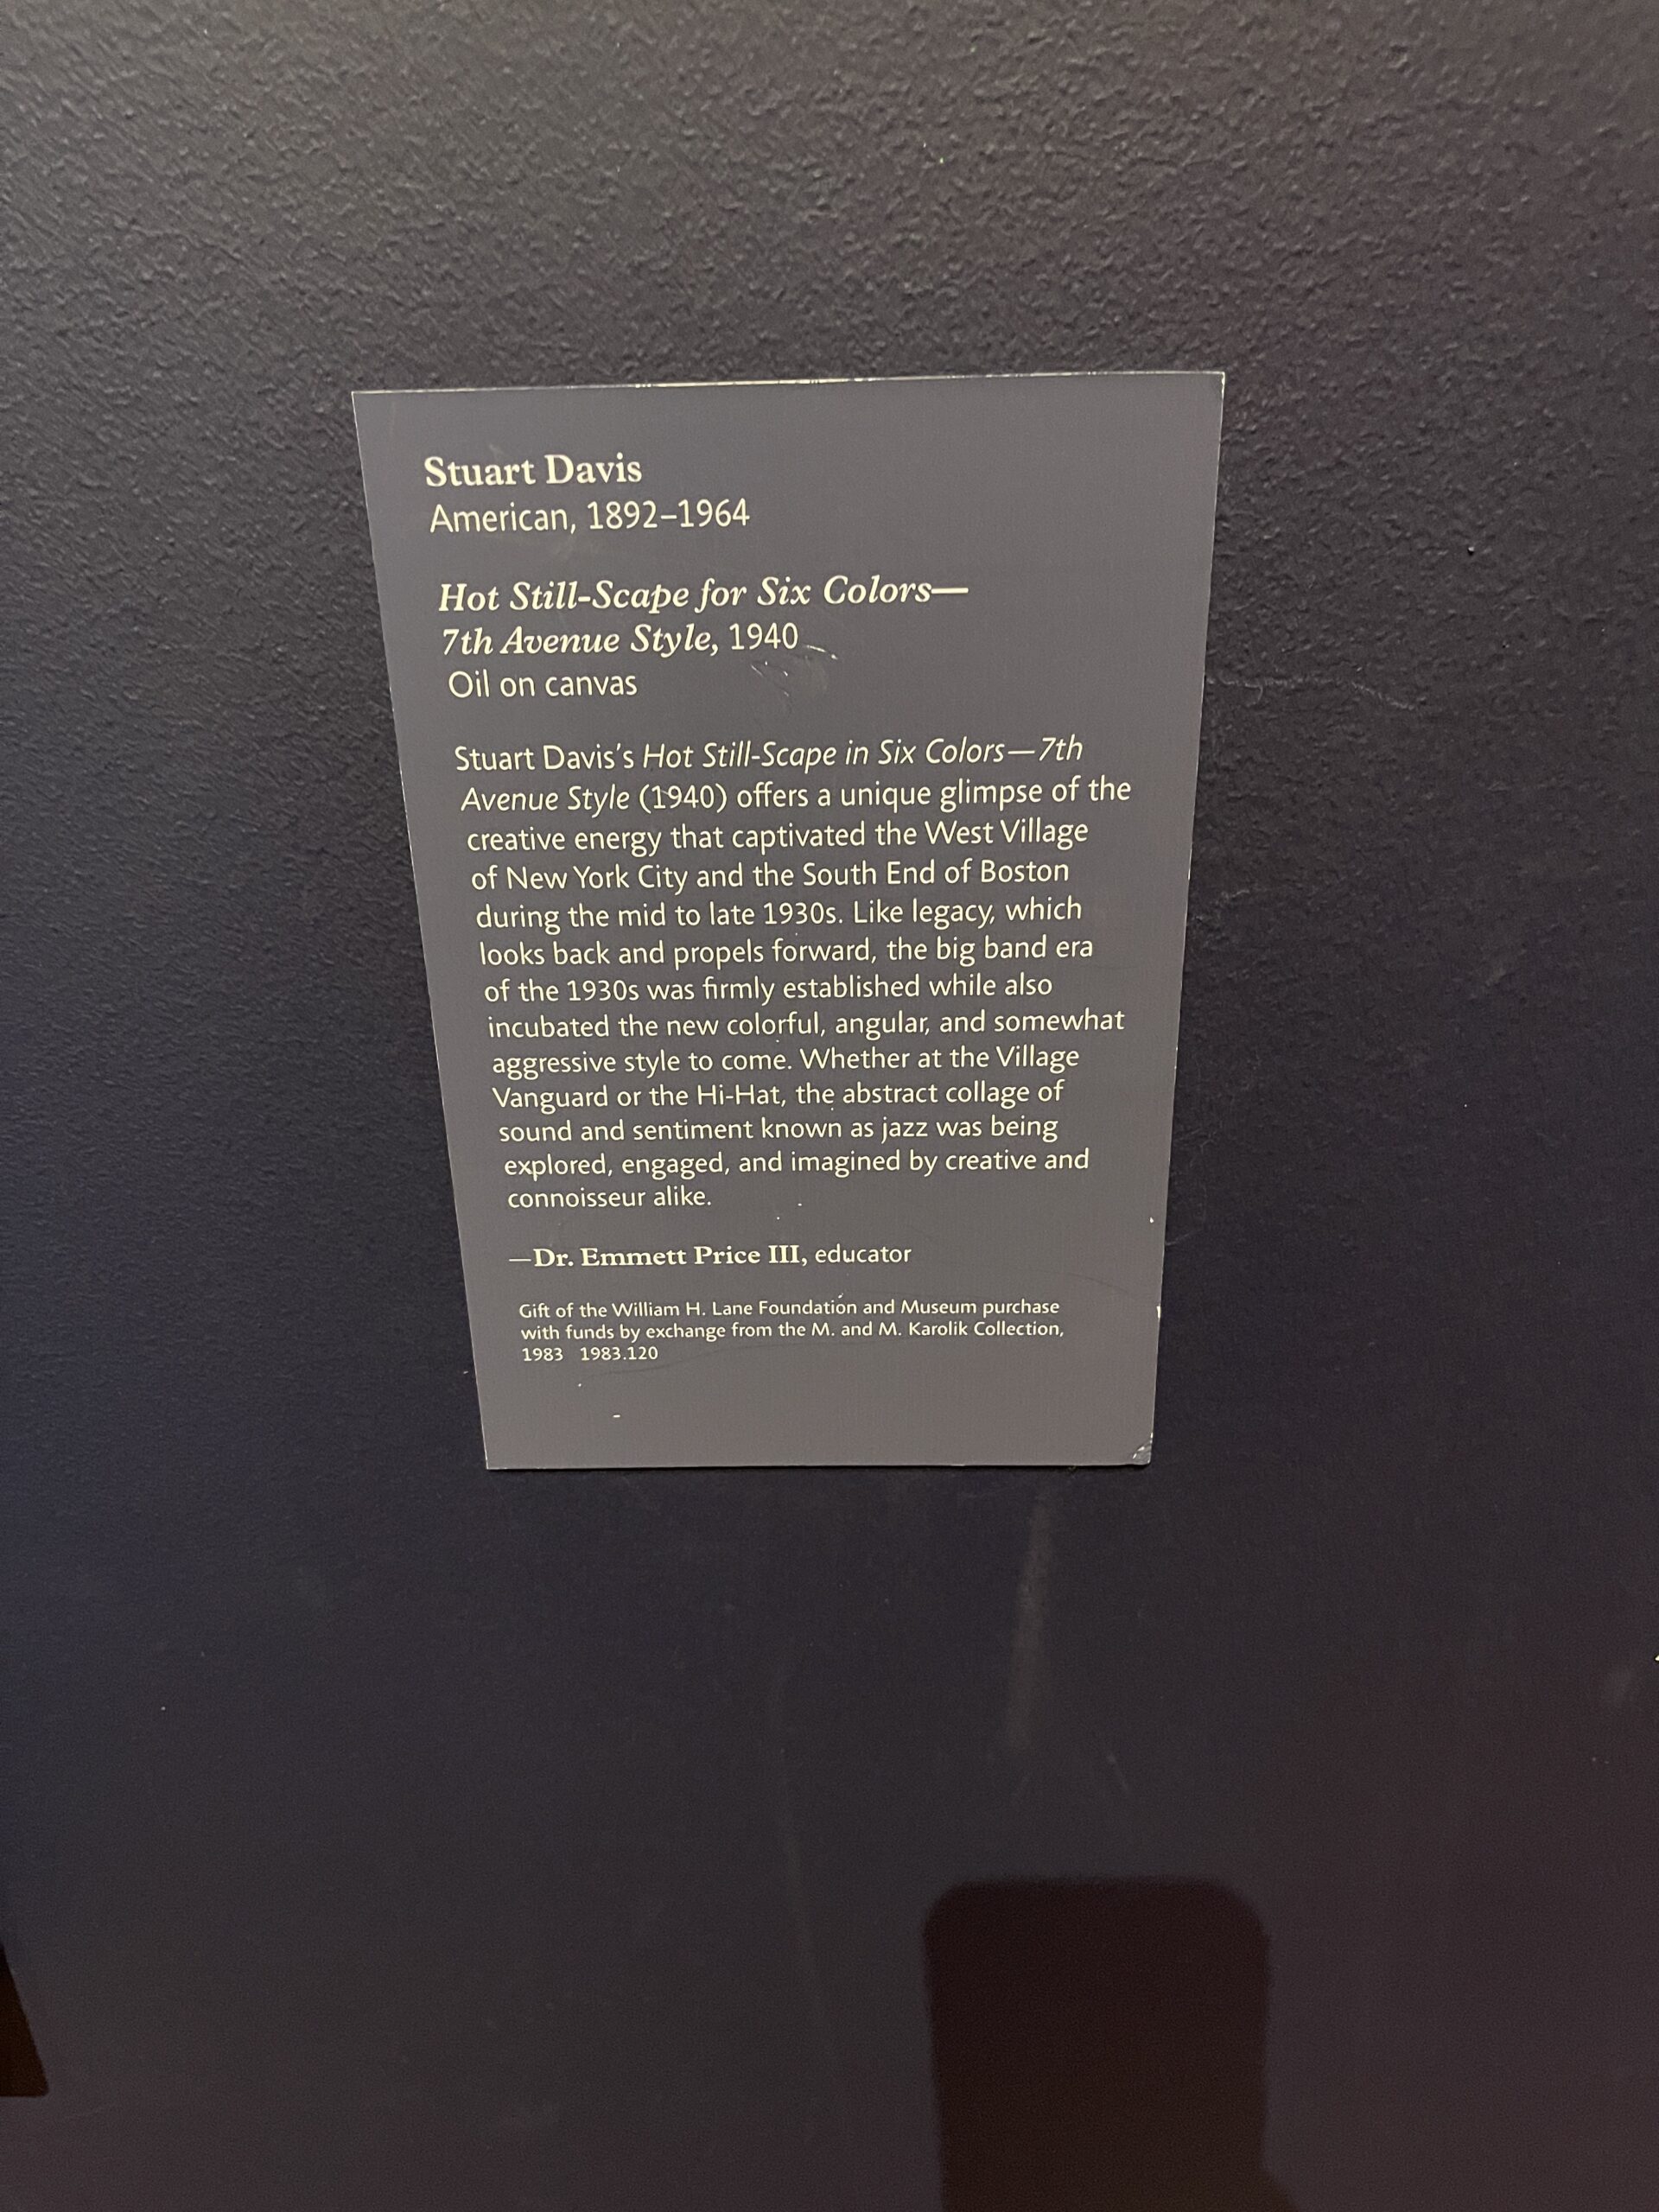 Stuart Davis
American, 1892–1964
Hot Still-Scape for Six Colors—
7th Avenue Style, 1940
Oil on canvas
Stuart Davis's Hot Still-Scape in Six Colors—7th
Avenue Style (1940) offers a unique glimpse of the
creative energy that captivated the West Village
of New York City and the South End of Boston
during the mid to late 1930s. Like legacy, which
looks back and propels forward, the big band era
of the 1930s was firmly established while also
incubated the new colorful, angular, and somewhat
aggressive style to come. Whether at the Village
Vanguard or the Hi-Hat, the abstract collage of
sound and sentiment known as jazz was being
explored, engaged, and imagined by creative and
connoisseur alike.
—Dr. Emmett Price III, educator
Gift of the William H. Lane Foundation and Museum purchase
with funds by exchange from the M. and M. Karolik Collection,
1983 1983.120